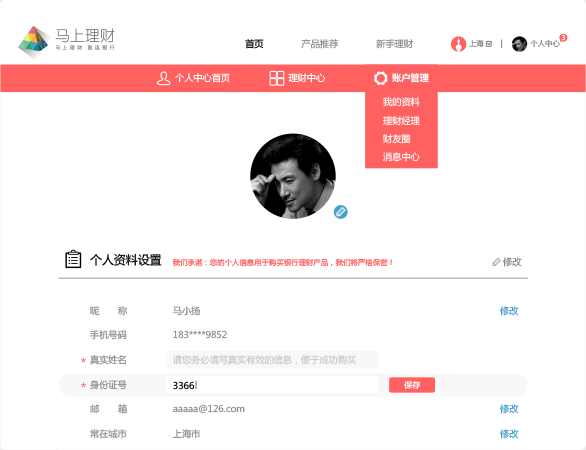 马上理财
马上理财 直连银行
首页 产品推荐 新手理财 上海 | 个人中心 3
个人中心首页 理财中心 账户管理
我的资料
理财经理
财友圈
消息中心
个人资料设置 我们承诺：您的个人信息用于购买银行理财产品，我们将严格保密！ 修改
昵 称 马小扬 修改
手机号码 183****9852
* 真实姓名 请您务必填写真实有效的信息，便于成功购买
* 身份证号 3366 保存
邮 箱 aaaaa@126.com 修改
常在城市 上海市 修改